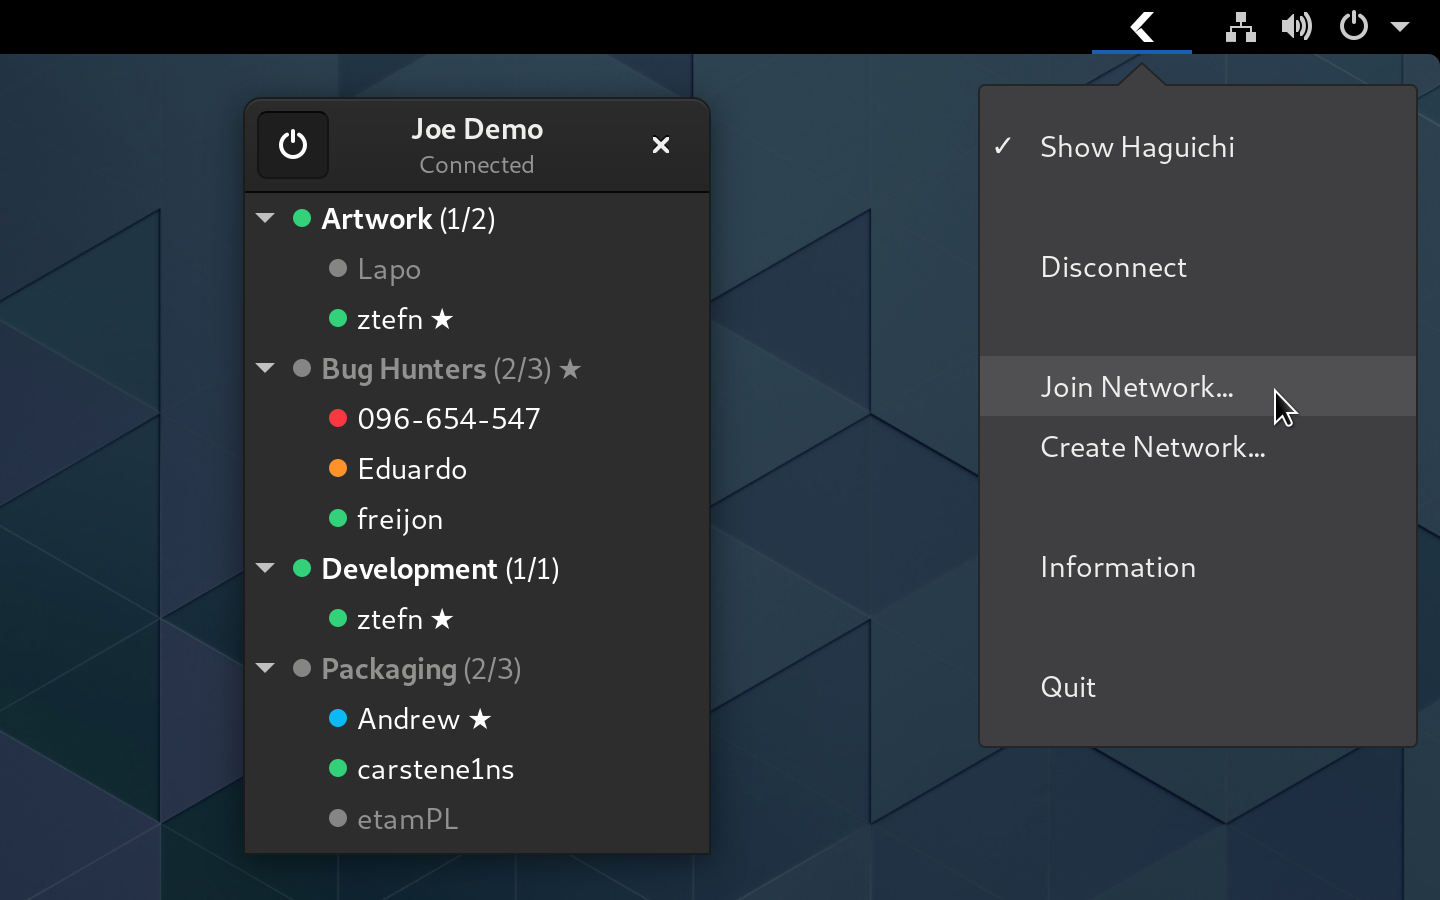 Joe Demo
Connected
Artwork (1/2)
Lapo
ztefn ★
Bug Hunters (2/3) ★
096-654-547
Eduardo
freijon
Development (1/1)
ztefn ★
Packaging (2/3)
Andrew ★
carstene1ns
etamPL
✓ Show Haguichi
Disconnect
Join Network...
Create Network...
Information
Quit